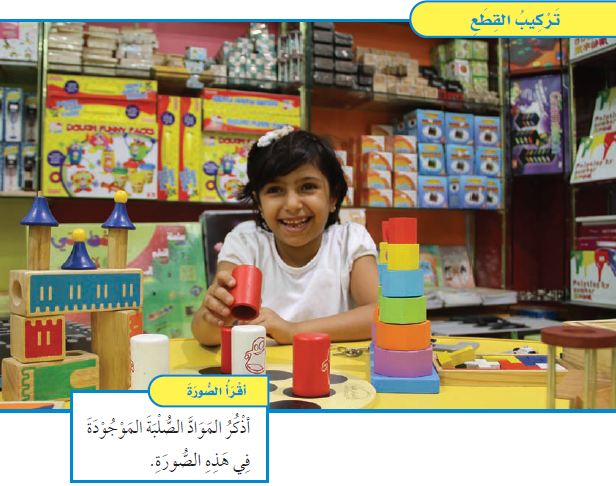 تَرْكِيبُ القِطَعِ
DOUGH FUNNY FACES
أَقْرَأُ الصُّورَةَ
أَذْكُرُ المَوَادَّ الصُّلْبَةَ المَوْجُودَةَ
فِي هَذِهِ الصُّورَةِ.